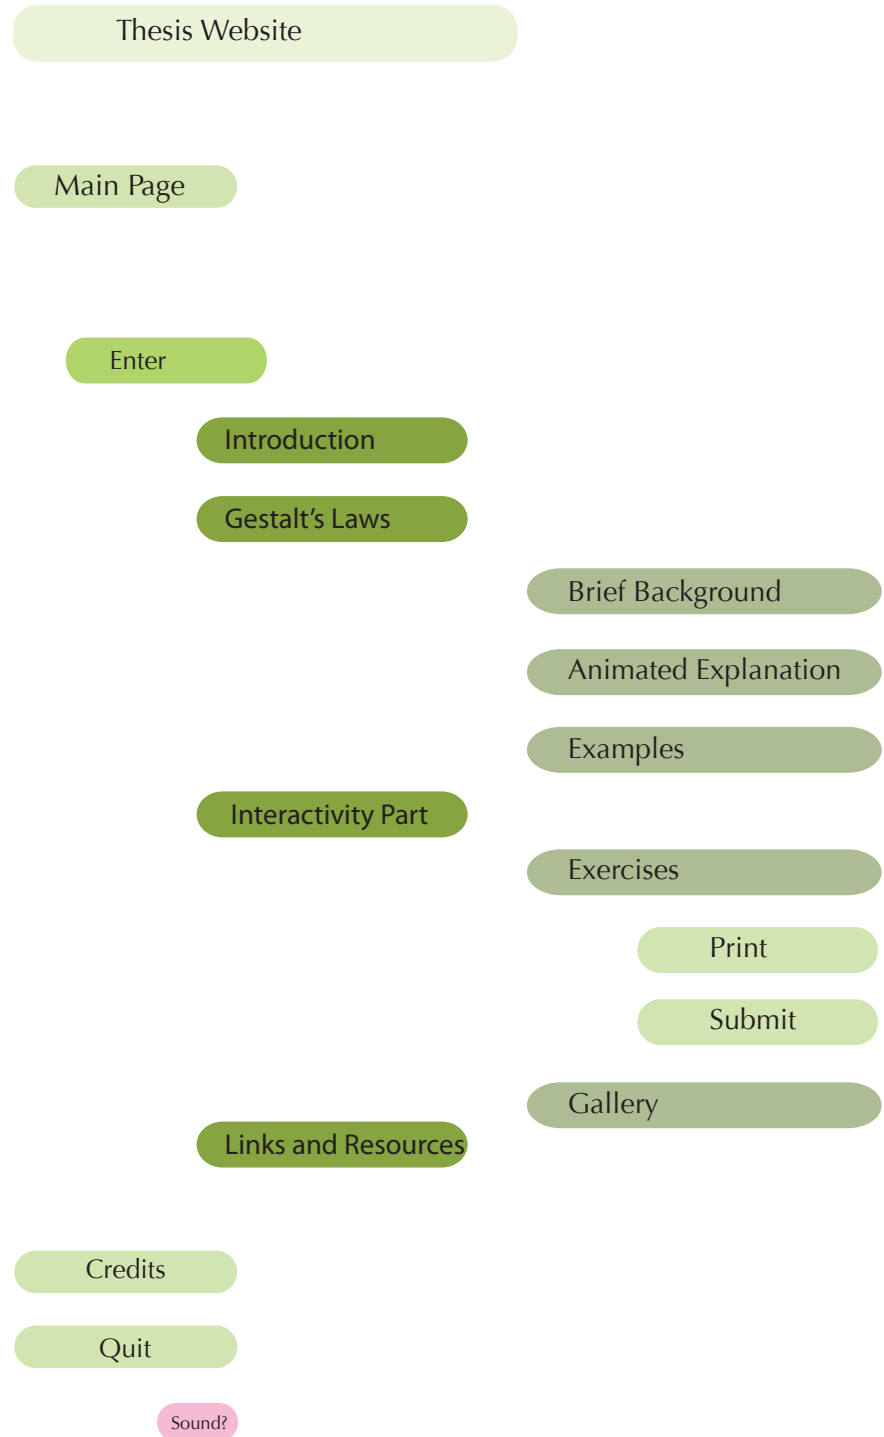 Thesis Website
Main Page
Enter
Introduction
Gestalt’s Laws
Brief Background
Animated Explanation
Examples
Interactivity Part
Exercises
Print
Submit
Gallery
Links and Resources
Credits
Quit
Sound?